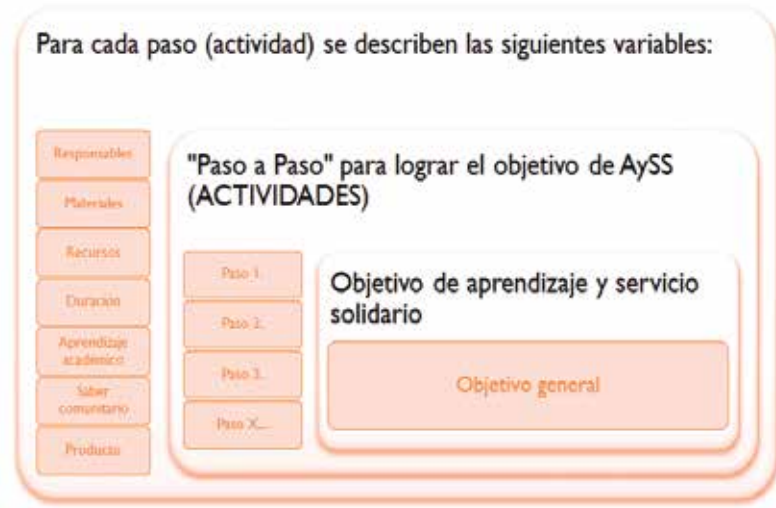 Para cada paso (actividad) se describen las siguientes variables:
Responsables
Materiales
Recursos
Duración
Aprendizaje
académico
Saber
comunitario
Producto
"Paso a Paso" para lograr el objetivo de AySS
(ACTIVIDADES)
Paso 1.
Paso 2.
Paso 3.
Paso X...
Objetivo de aprendizaje y servicio
solidario
Objetivo general